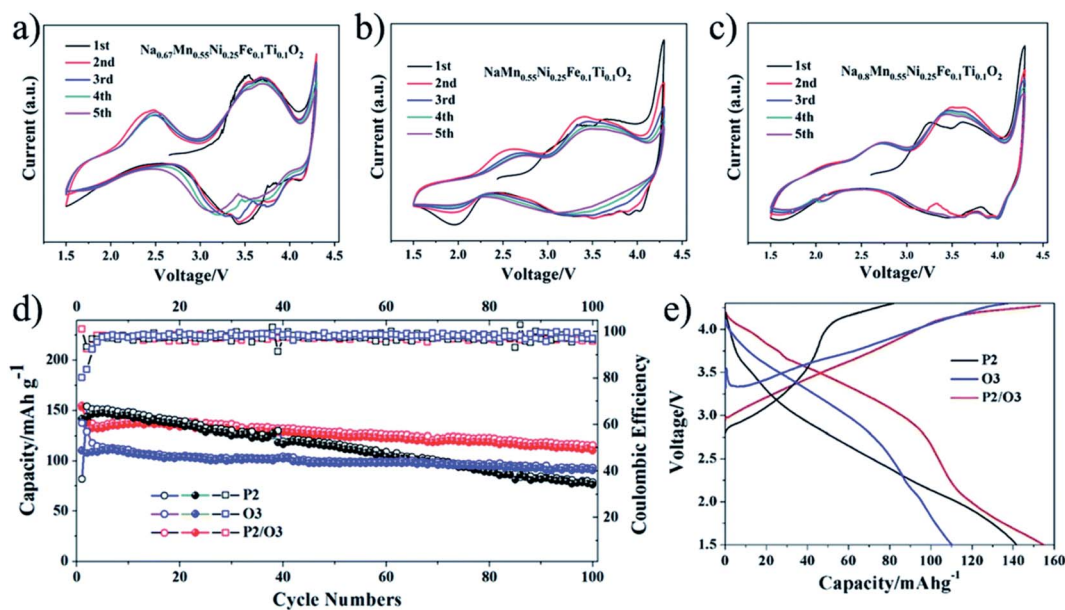 a)
Na0.67Mn0.55Ni0.25Fe0.1Ti0.1O2
1st
2nd
3rd
4th
5th
Current (a.u.)
1.5 2.0 2.5 3.0 3.5 4.0 4.5
Voltage/V
b)
NaMn0.55Ni0.25Fe0.1Ti0.1O2
1st
2nd
3rd
4th
5th
Current (a.u.)
1.5 2.0 2.5 3.0 3.5 4.0 4.5
Voltage/V
c)
Na0.8Mn0.55Ni0.25Fe0.1Ti0.1O2
1st
2nd
3rd
4th
5th
Current (a.u.)
1.5 2.0 2.5 3.0 3.5 4.0 4.5
Voltage/V
d)
0 20 40 60 80 100
225
200
175
150
125
100
75
50
25
0
Capacity/mAh g-1
100
80
60
40
20
Coulombic Efficiency
P2
O3
P2/O3
0 20 40 60 80 100
Cycle Numbers
e)
4.0
3.5
3.0
2.5
2.0
1.5
Voltage/V
P2
O3
P2/O3
0 20 40 60 80 100 120 140 160
Capacity/mAhg-1